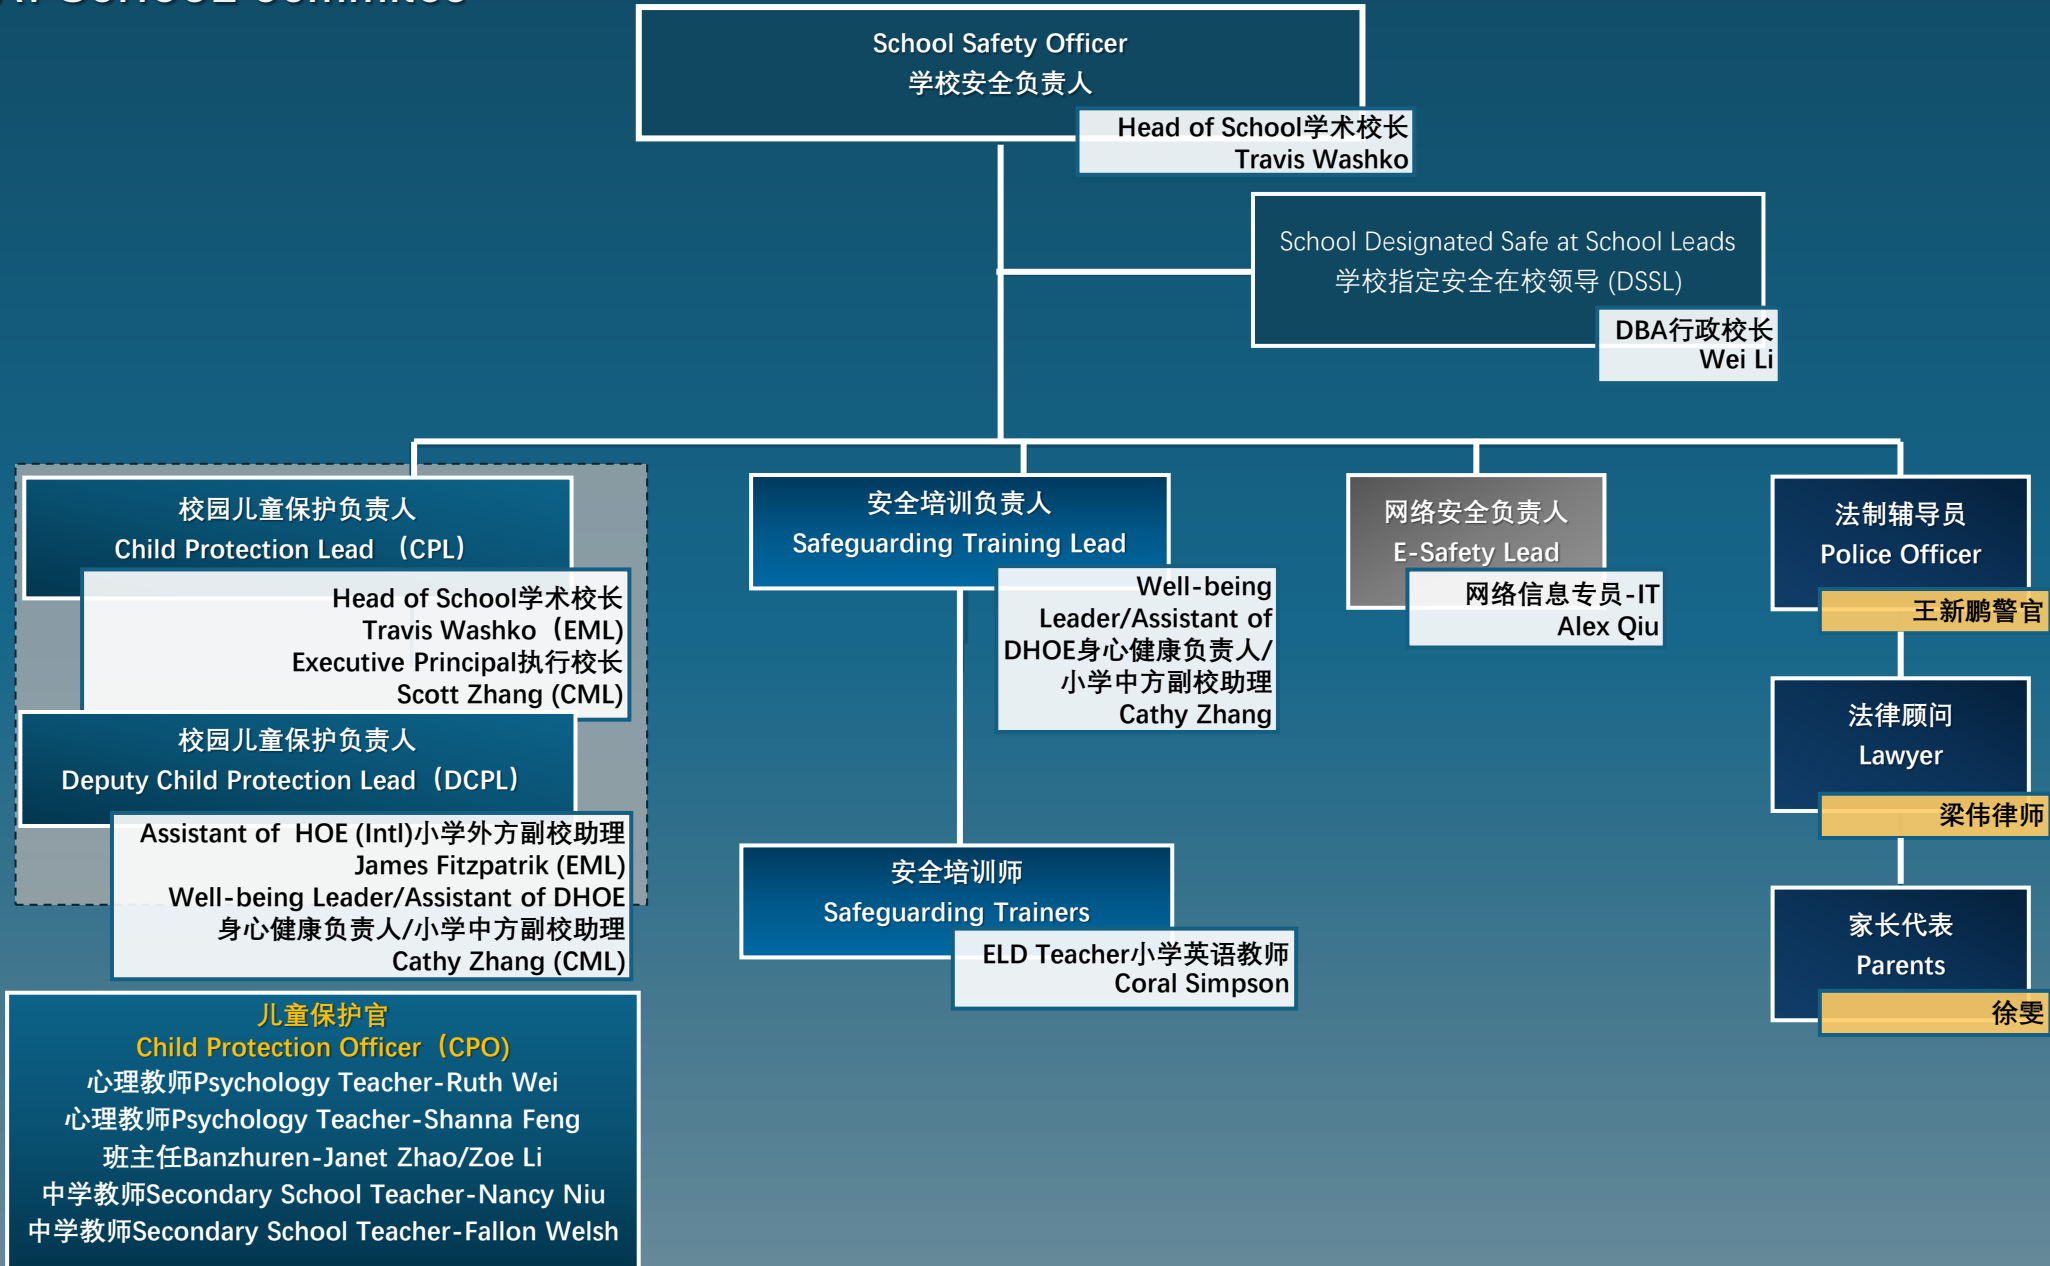 SCHOOL
School Safety Officer
学校安全负责人
Head of School学术校长
Travis Washko
School Designated Safe at School Leads
学校指定安全在校领导 (DSSL)
DBA行政校长
Wei Li
校园儿童保护负责人
Child Protection Lead （CPL）
Head of School学术校长
Travis Washko（EML)
Executive Principal执行校长
Scott Zhang (CML)
校园儿童保护负责人
Deputy Child Protection Lead（DCPL）
Assistant of HOE (Intl)小学外方副校助理
James Fitzpatrik (EML)
Well-being Leader/Assistant of DHOE
身心健康负责人/小学中方副校助理
Cathy Zhang (CML)
儿童保护官
Child Protection Officer（CPO)
心理教师Psychology Teacher-Ruth Wei
心理教师Psychology Teacher-Shanna Feng
班主任Banzhuren-Janet Zhao/Zoe Li
中学教师Secondary School Teacher-Nancy Niu
中学教师Secondary School Teacher-Fallon Welsh
安全培训负责人
Safeguarding Training Lead
Well-being
Leader/Assistant of
DHOE身心健康负责人/
小学中方副校助理
Cathy Zhang
安全培训师
Safeguarding Trainers
ELD Teacher小学英语教师
Coral Simpson
网络安全负责人
E-Safety Lead
网络信息专员-IT
Alex Qiu
法制辅导员
Police Officer
王新鹏警官
法律顾问
Lawyer
梁伟律师
家长代表
Parents
徐雯